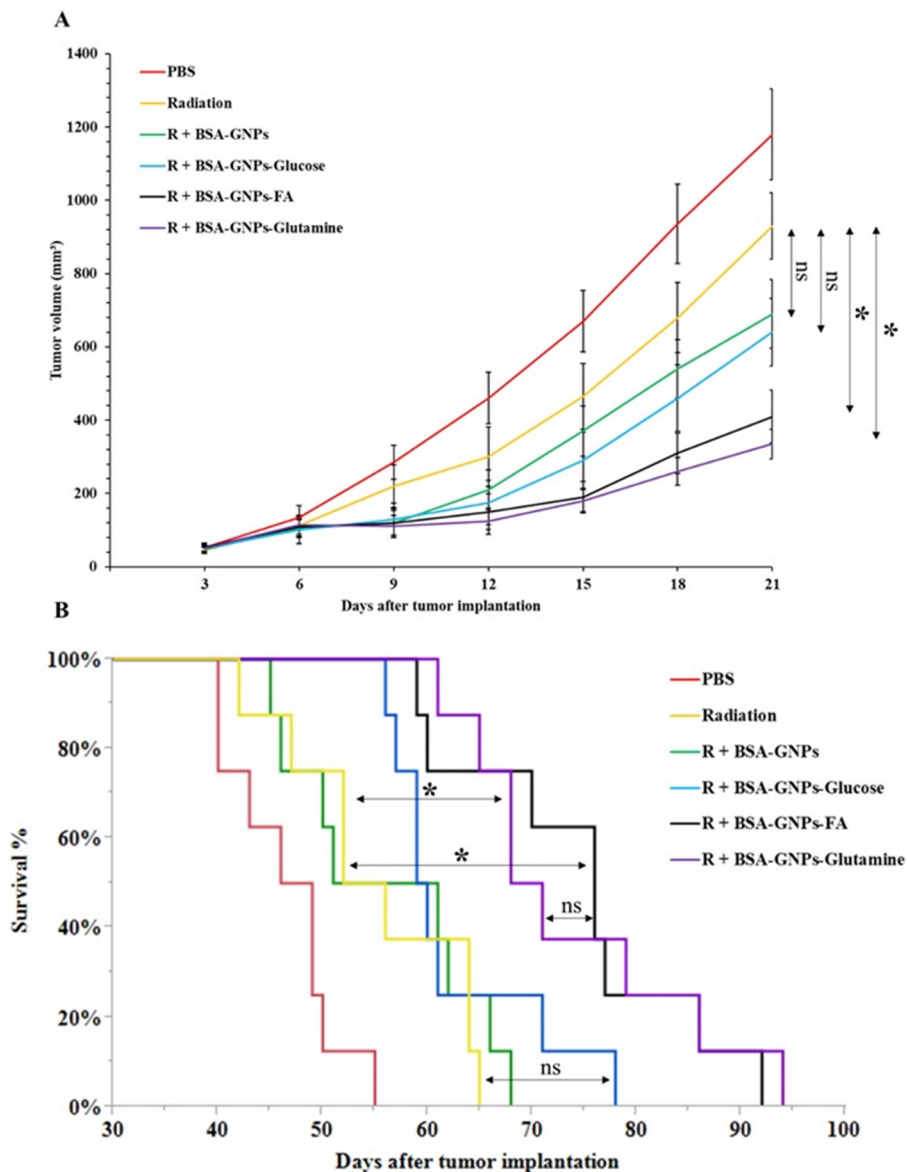 A
1400
1200
1000
800
600
400
200
0
Tumor volume (mm³)
PBS
Radiation
R + BSA-GNPs
R + BSA-GNPs-Glucose
R + BSA-GNPs-FA
R + BSA-GNPs-Glutamine
ns
ns
*
*
3 6 9 12 15 18 21
Days after tumor implantation
B
100%
80%
60%
40%
20%
0%
Survival %
PBS
Radiation
R + BSA-GNPs
R + BSA-GNPs-Glucose
R + BSA-GNPs-FA
R + BSA-GNPs-Glutamine
*
*
ns
ns
30 40 50 60 70 80 90 100
Days after tumor implantation